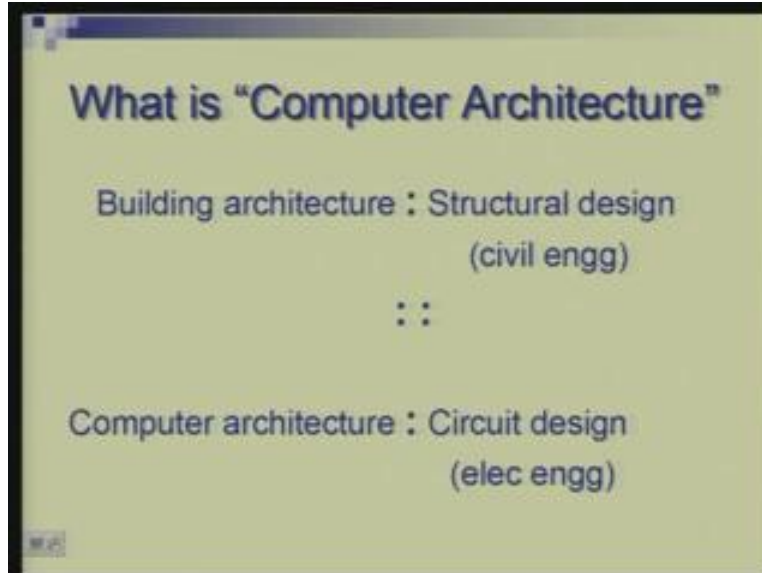 What is “Computer Architecture”
Building architecture : Structural design
(civil engg)
: :
Computer architecture : Circuit design
(elec engg)